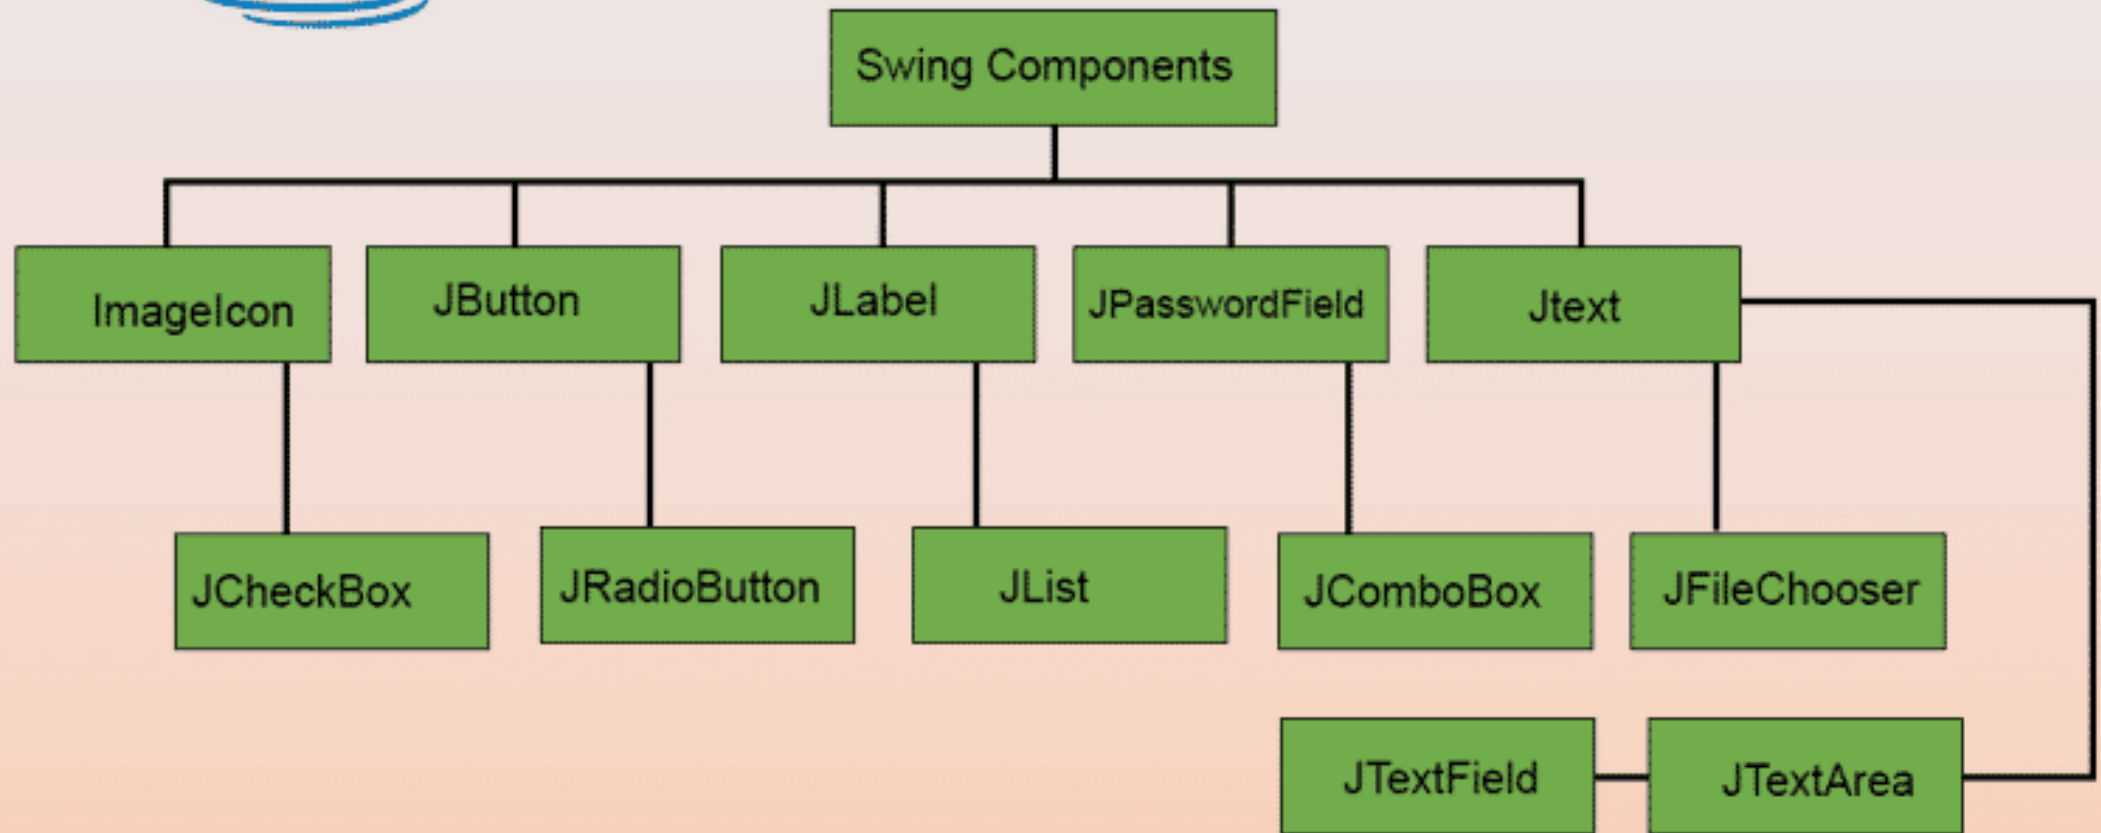 Swing Components
ImageIcon
JButton
JLabel
JPasswordField
Jtext
JCheckBox
JRadioButton
JList
JComboBox
JFileChooser
JTextField
JTextArea